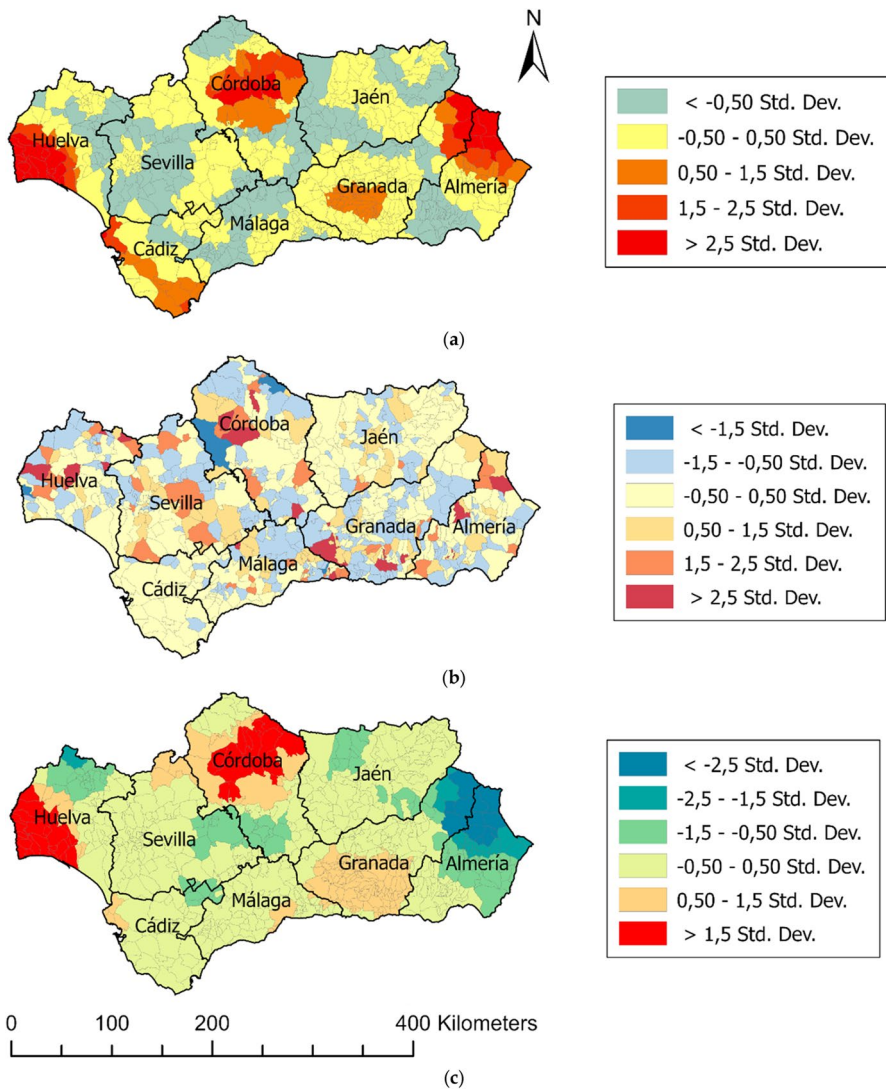 N
Córdoba
Jaén
Huelva
Sevilla
Granada
Almería
Málaga
Cádiz
< -0,50 Std. Dev.
-0,50 - 0,50 Std. Dev.
0,50 - 1,5 Std. Dev.
1,5 - 2,5 Std. Dev.
> 2,5 Std. Dev.
(a)
Córdoba
Jaén
Huelva
Sevilla
Granada
Almería
Málaga
Cádiz
< -1,5 Std. Dev.
-1,5 - -0,50 Std. Dev.
-0,50 - 0,50 Std. Dev.
0,50 - 1,5 Std. Dev.
1,5 - 2,5 Std. Dev.
> 2,5 Std. Dev.
(b)
Córdoba
Jaén
Huelva
Sevilla
Granada
Almería
Málaga
Cádiz
< -2,5 Std. Dev.
-2,5 - -1,5 Std. Dev.
-1,5 - -0,50 Std. Dev.
-0,50 - 0,50 Std. Dev.
0,50 - 1,5 Std. Dev.
> 1,5 Std. Dev.
0 100 200 400 Kilometers
(c)